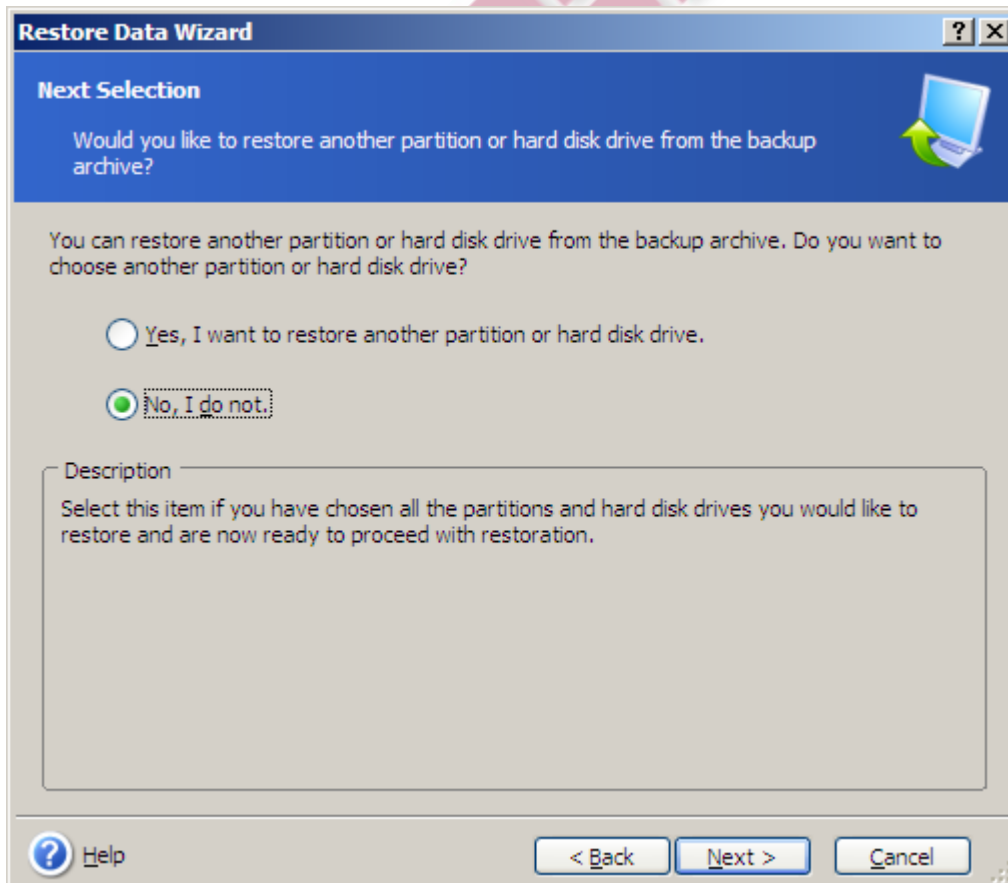 Restore Data Wizard
Next Selection
Would you like to restore another partition or hard disk drive from the backup
archive?
You can restore another partition or hard disk drive from the backup archive. Do you want to
choose another partition or hard disk drive?
Yes, I want to restore another partition or hard disk drive.
No, I do not.
Description
Select this item if you have chosen all the partitions and hard disk drives you would like to
restore and are now ready to proceed with restoration.
Help
< Back
Next >
Cancel